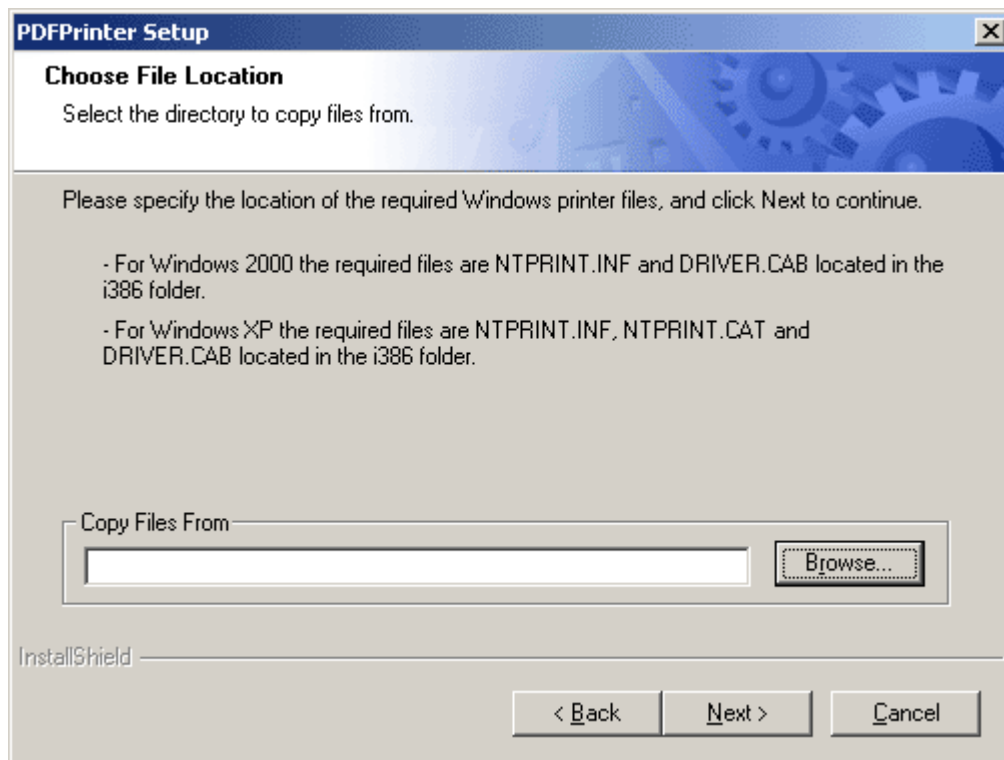 PDFPrinter Setup
Choose File Location
Select the directory to copy files from.
Please specify the location of the required Windows printer files, and click Next to continue.
- For Windows 2000 the required files are NTPRINT.INF and DRIVER.CAB located in the
i386 folder.
- For Windows XP the required files are NTPRINT.INF, NTPRINT.CAT and
DRIVER.CAB located in the i386 folder.
Copy Files From
Browse...
InstallShield
< Back Next > Cancel